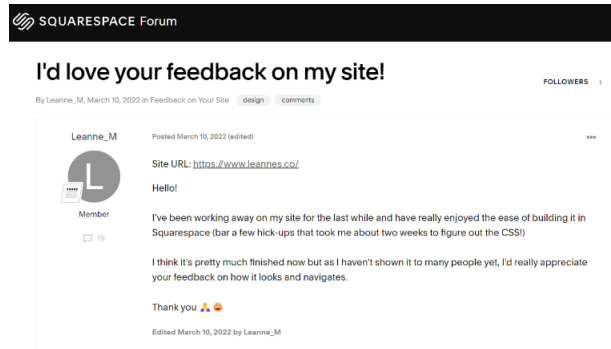 SQUARESPACE Forum
I'd love your feedback on my site!
FOLLOWERS 1
By Leanne_M, March 10, 2022 in Feedback on Your Site design comments
Leanne_M
Posted March 10, 2022 (edited)
Site URL: https://www.leannes.co/
L
Hello!
Member
79
I've been working away on my site for the last while and have really enjoyed the ease of building it in
Squarespace (bar a few hick-ups that took me about two weeks to figure out the CSS!)
I think it's pretty much finished now but as I haven't shown it to many people yet, I'd really appreciate
your feedback on how it looks and navigates.
Thank you 🙏 😀
Edited March 10, 2022 by Leanne_M